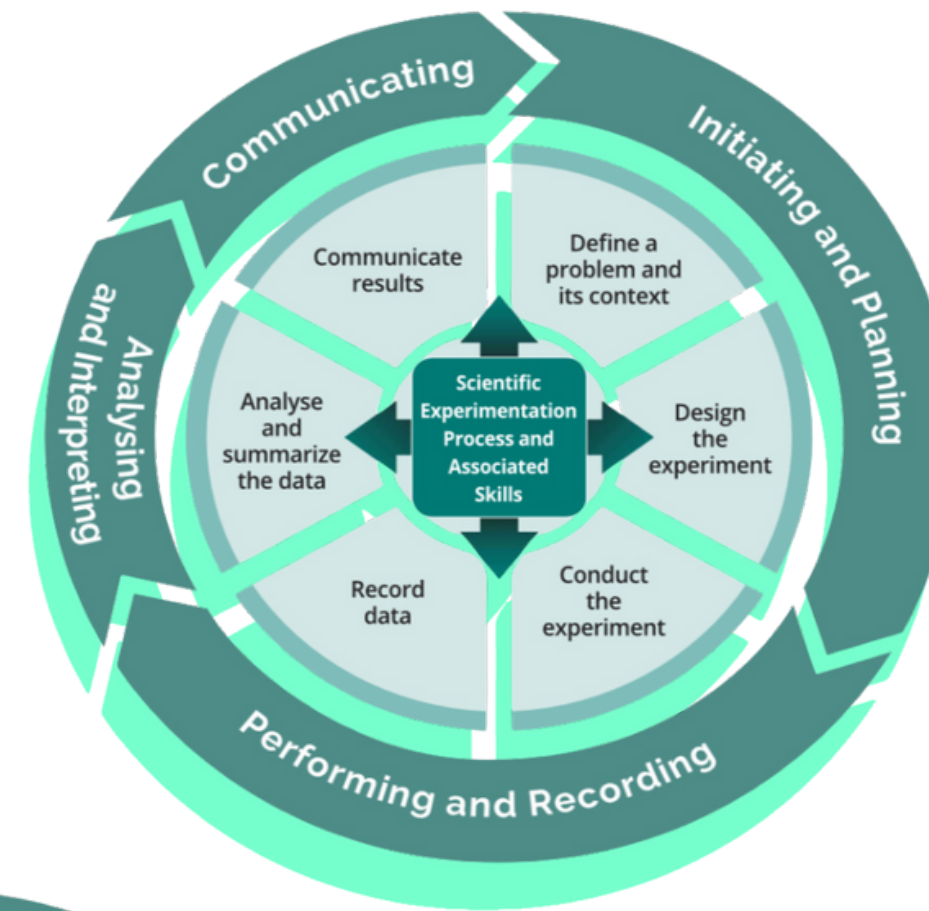 Communicating
Initiating and Planning
Performing and Recording
Analysing
and Interpreting
Communicate
results
Define a
problem and
its context
Design
the
experiment
Conduct
the
experiment
Record
data
Analyse
and
summarize
the data
Scientific
Experimentation
Process and
Associated
Skills